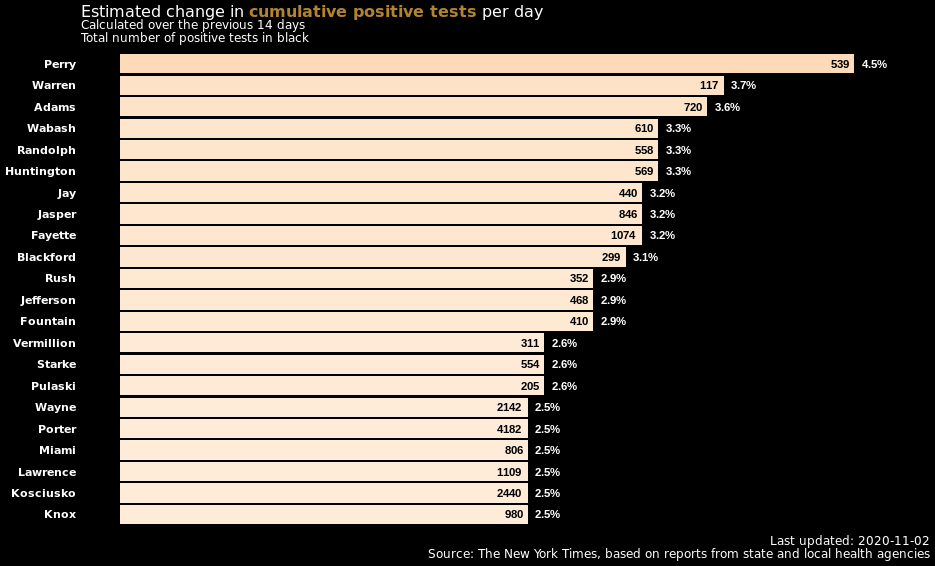 Estimated change in cumulative positive tests per day
Calculated over the previous 14 days
Total number of positive tests in black
Perry 539 4.5%
Warren 117 3.7%
Adams 720 3.6%
Wabash 610 3.3%
Randolph 558 3.3%
Huntington 569 3.3%
Jay 440 3.2%
Jasper 846 3.2%
Fayette 1074 3.2%
Blackford 299 3.1%
Rush 352 2.9%
Jefferson 468 2.9%
Fountain 410 2.9%
Vermillion 311 2.6%
Starke 554 2.6%
Pulaski 205 2.6%
Wayne 2142 2.5%
Porter 4182 2.5%
Miami 806 2.5%
Lawrence 1109 2.5%
Kosciusko 2440 2.5%
Knox 980 2.5%
Last updated: 2020-11-02
Source: The New York Times, based on reports from state and local health agencies